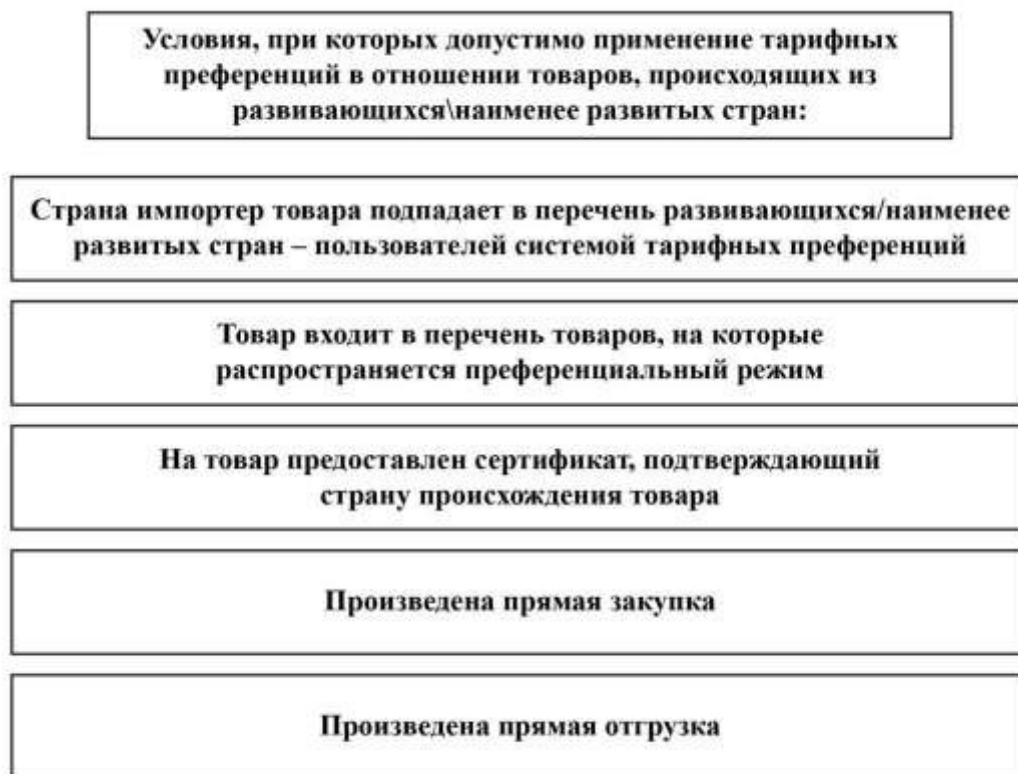 Условия, при которых допустимо применение тарифных
преференций в отношении товаров, происходящих из
развивающихся\наименее развитых стран:
Страна импортер товара подпадает в перечень развивающихся/наименее
развитых стран – пользователей системой тарифных преференций
Товар входит в перечень товаров, на которые
распространяется преференциальный режим
На товар предоставлен сертификат, подтверждающий
страну происхождения товара
Произведена прямая закупка
Произведена прямая отгрузка